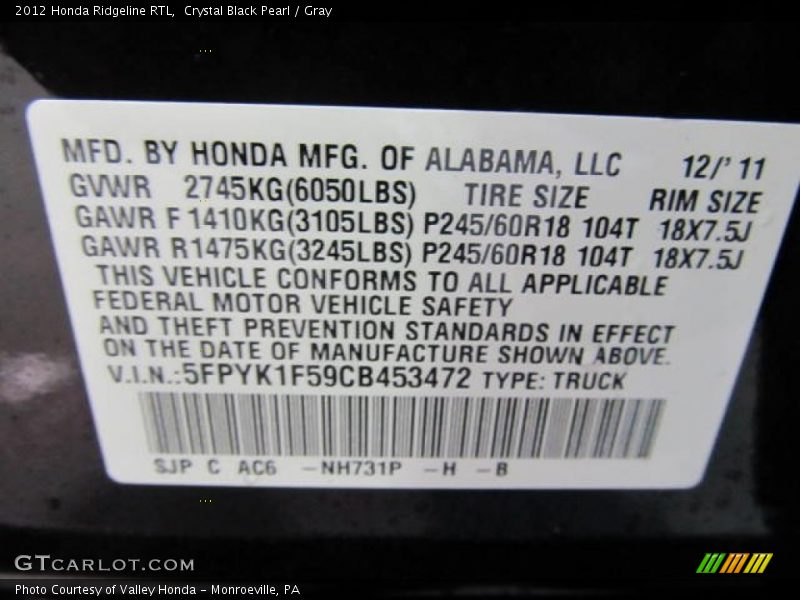 2012 Honda Ridgeline RTL,  Crystal Black Pearl / Gray
MFD. BY HONDA MFG. OF ALABAMA, LLC 12/' 11
GVWR 2745KG(6050LBS) TIRE SIZE RIM SIZE
GAWR F 1410KG(3105LBS) P245/60R18 104T 18X7.5J
GAWR R1475KG(3245LBS) P245/60R18 104T 18X7.5J
THIS VEHICLE CONFORMS TO ALL APPLICABLE
FEDERAL MOTOR VEHICLE SAFETY
AND THEFT PREVENTION STANDARDS IN EFFECT
ON THE DATE OF MANUFACTURE SHOWN ABOVE.
V.I.N.:5FPYK1F59CB453472 TYPE: TRUCK
SJP C AC6 -NH731P -H -B
GTCARLOT.COM
Photo Courtesy of Valley Honda - Monroeville, PA